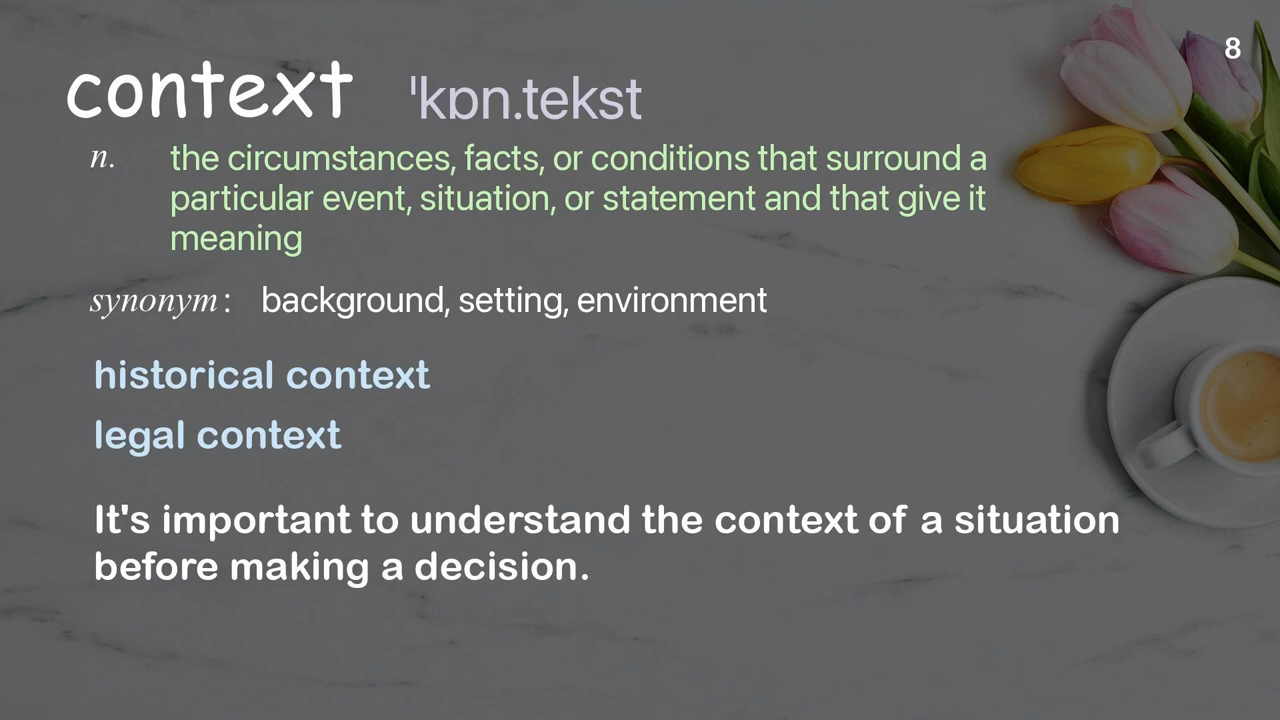 8
context ˈkɒn.tekst
n. the circumstances, facts, or conditions that surround a
particular event, situation, or statement and that give it
meaning
synonym: background, setting, environment
historical context
legal context
It's important to understand the context of a situation
before making a decision.